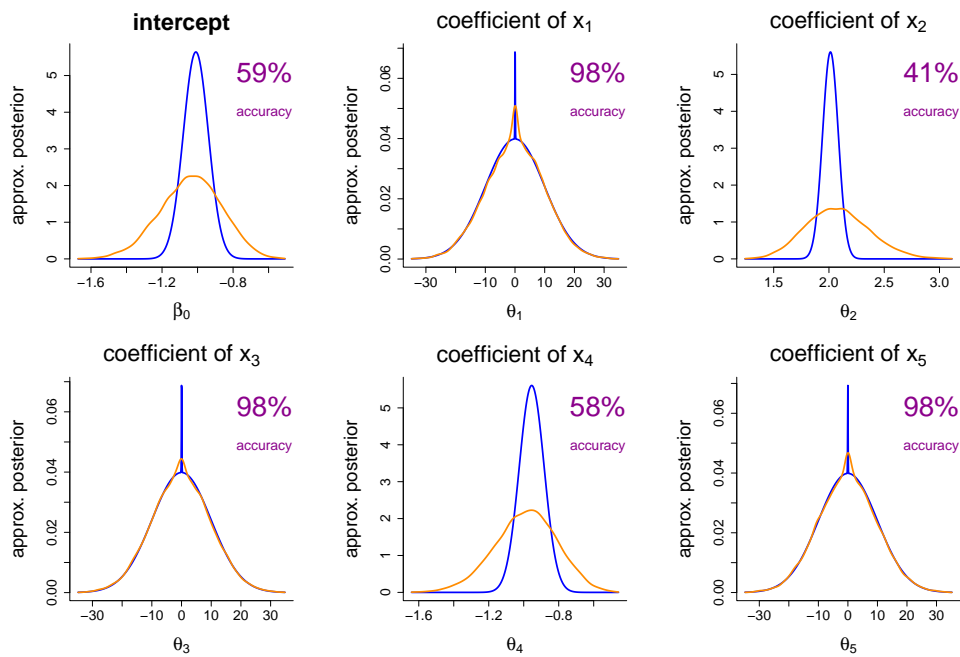 intercept
59%
accuracy
approx. posterior
0 1 2 3 4 5
−1.6 −1.2 −0.8
β0
coefficient of x1
98%
accuracy
approx. posterior
0.00 0.02 0.04 0.06
−30 −10 0 10 30
θ1
coefficient of x2
41%
accuracy
approx. posterior
0 1 2 3 4 5
1.5 2.0 2.5 3.0
θ2
coefficient of x3
98%
accuracy
approx. posterior
0.00 0.02 0.04 0.06
−30 −10 0 10 30
θ3
coefficient of x4
58%
accuracy
approx. posterior
0 1 2 3 4 5
−1.6 −1.2 −0.8
θ4
coefficient of x5
98%
accuracy
approx. posterior
0.00 0.02 0.04 0.06
−30 −10 0 10 30
θ5